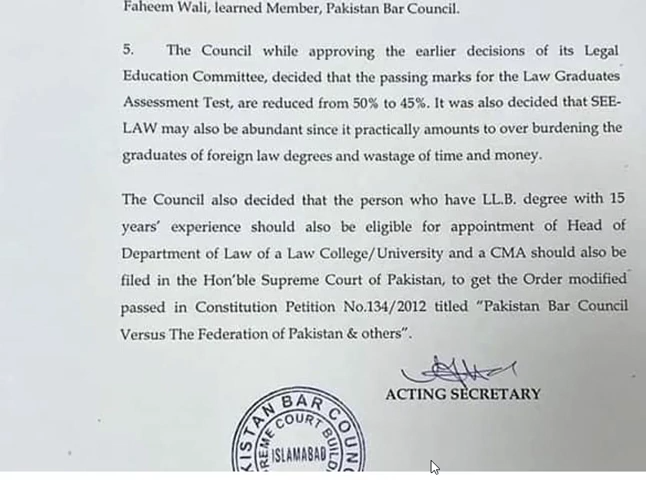 Faheem Wali, learned Member, Pakistan Bar Council.
5. The Council while approving the earlier decisions of its Legal
Education Committee, decided that the passing marks for the Law Graduates
Assessment Test, are reduced from 50% to 45%. It was also decided that SEE-
LAW may also be abundant since it practically amounts to over burdening the
graduates of foreign law degrees and wastage of time and money.
The Council also decided that the person who have LL.B. degree with 15
years' experience should also be eligible for appointment of Head of
Department of Law of a Law College/University and a CMA should also be
filed in the Hon'ble Supreme Court of Pakistan, to get the Order modified
passed in Constitution Petition No.134/2012 titled "Pakistan Bar Council
Versus The Federation of Pakistan & others".
ACTING SECRETARY
KISTAN BAR COUNC
REME COURT BUILD
ISLAMABAD